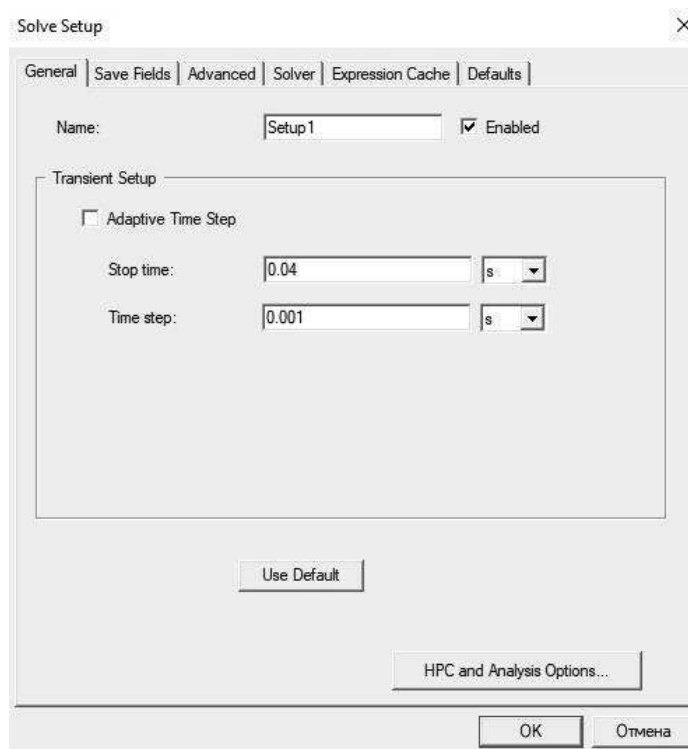 Solve Setup
General Save Fields Advanced Solver Expression Cache Defaults
Name: Setup1 Enabled
Transient Setup
Adaptive Time Step
Stop time: 0.04 s
Time step: 0.001 s
Use Default
HPC and Analysis Options...
OK Отмена